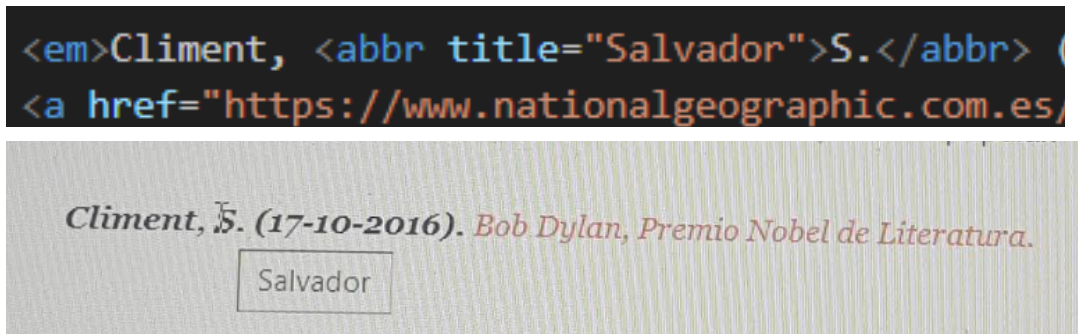 <em>Climent, <abbr title="Salvador">S.</abbr> (
<a href="https://www.nationalgeographic.com.es/
Climent, S. (17-10-2016). Bob Dylan, Premio Nobel de Literatura.
Salvador